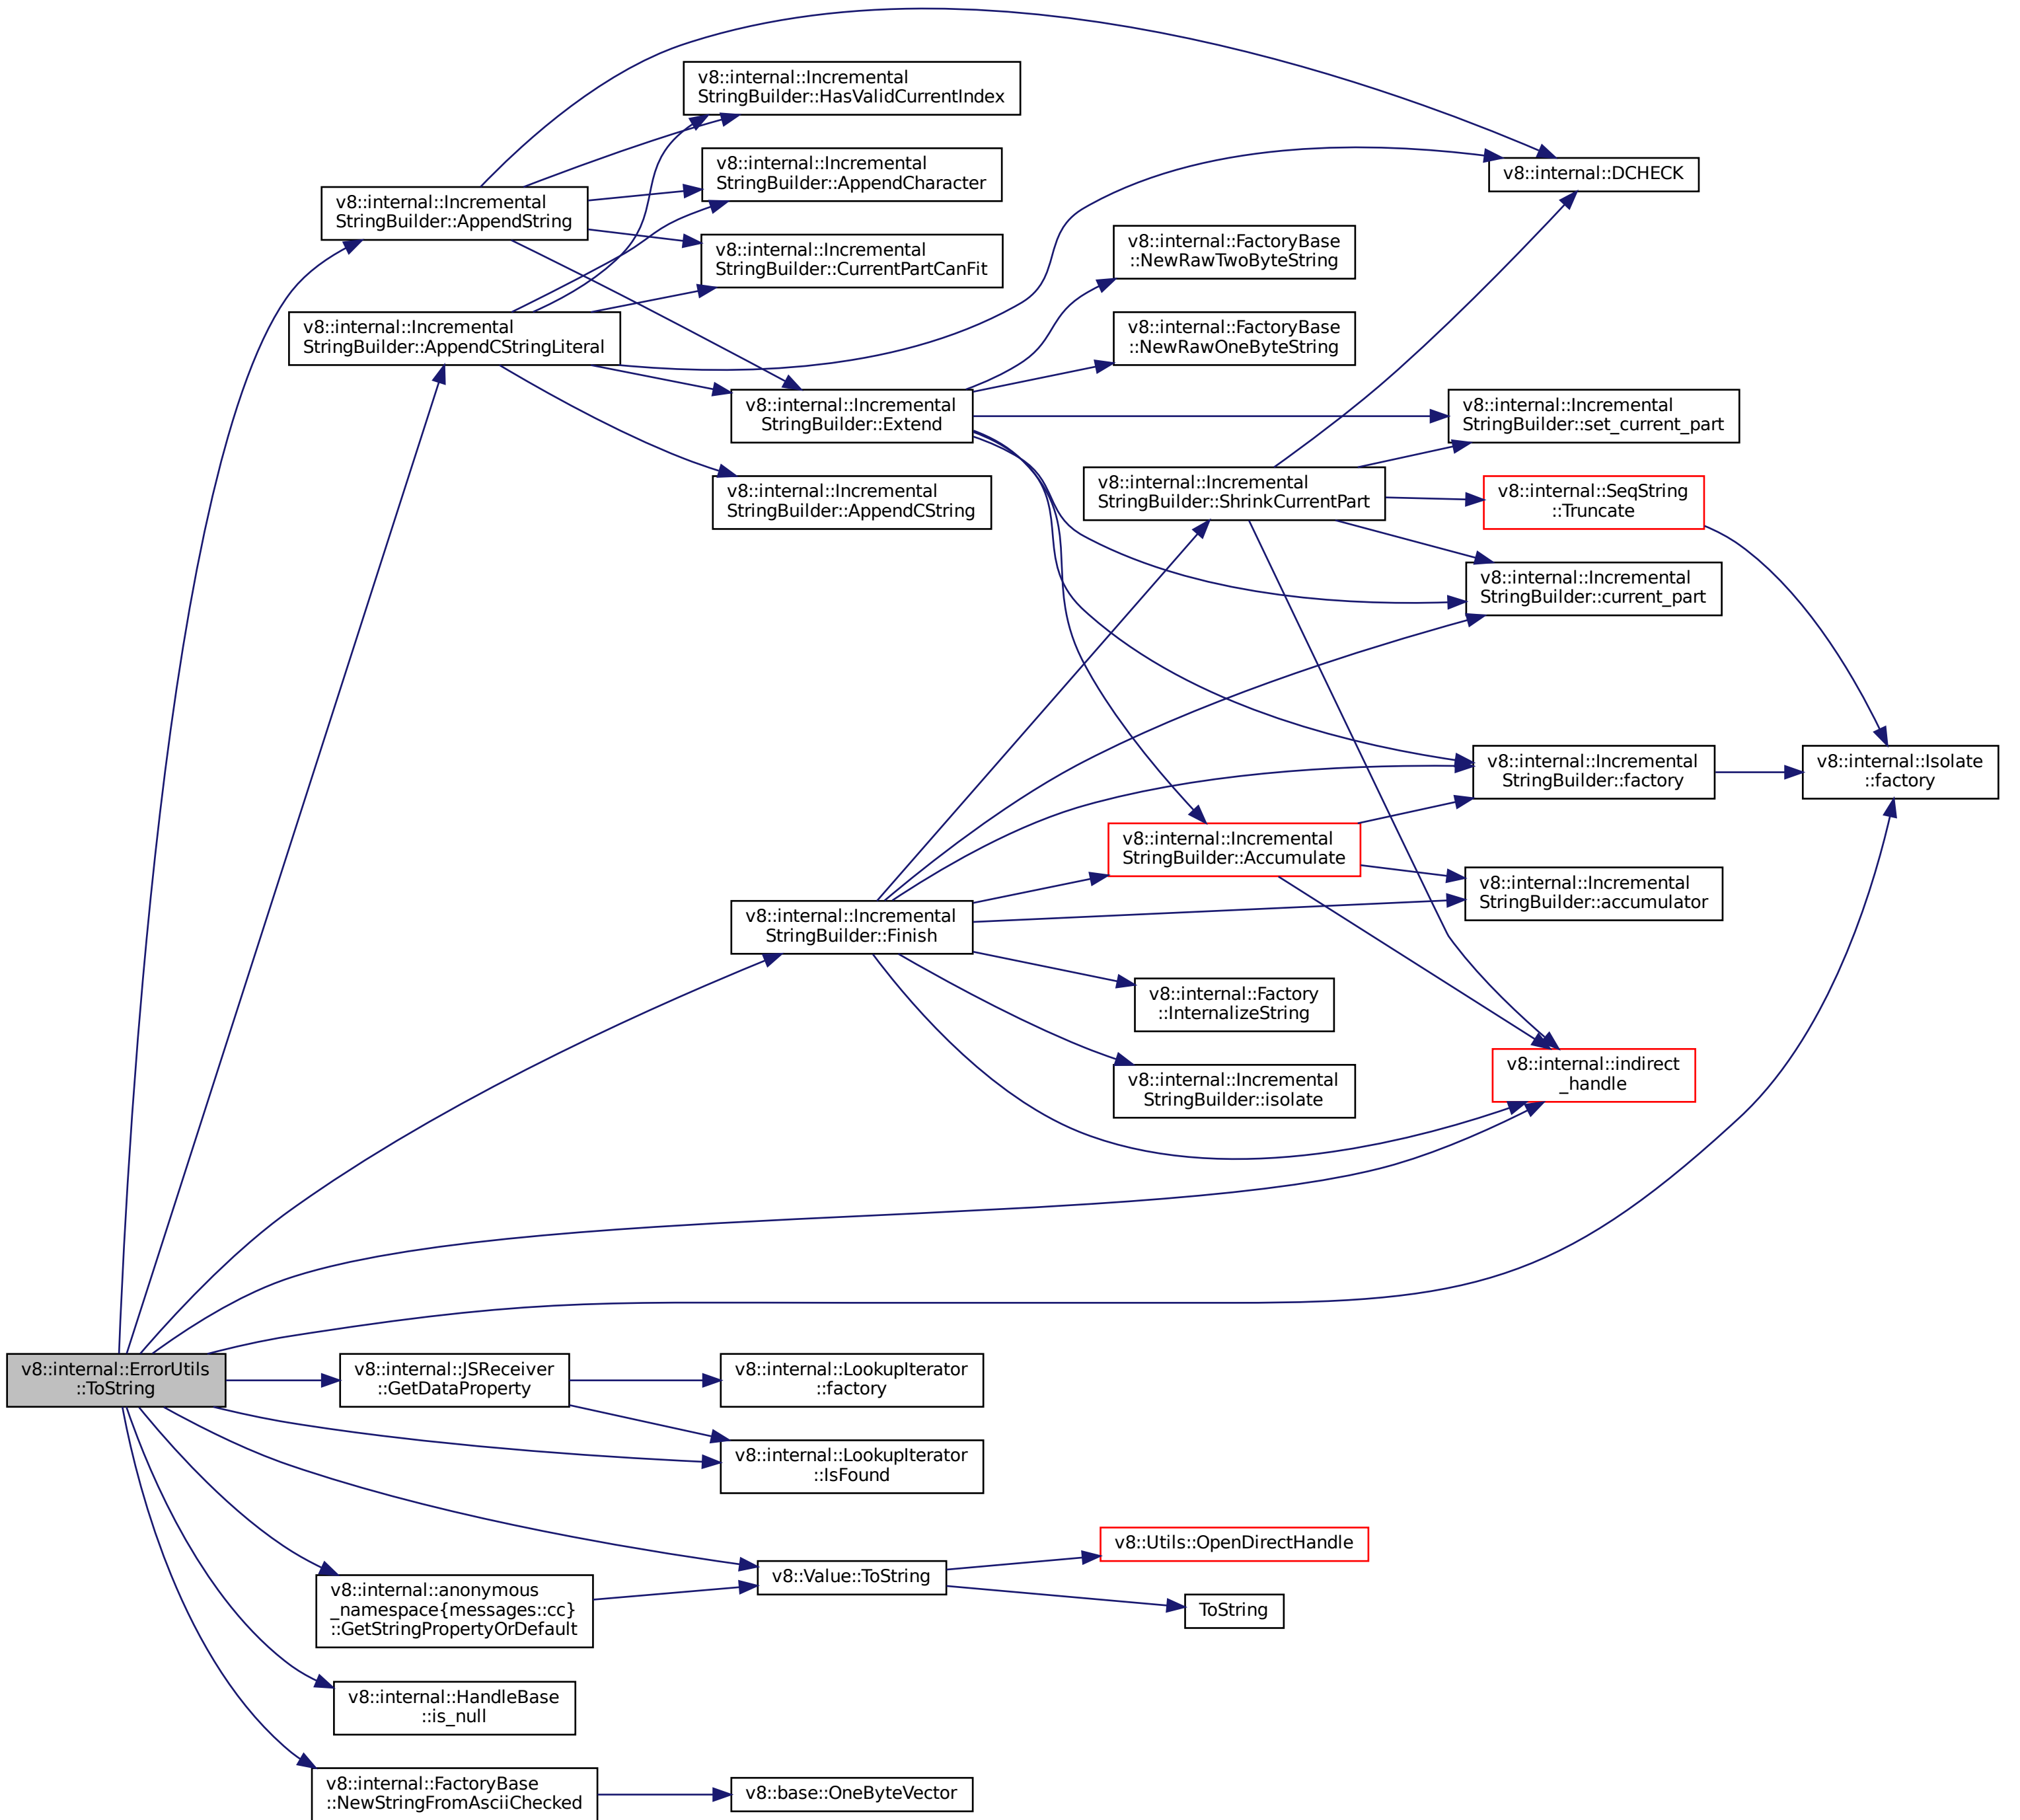 v8::internal::Incremental
StringBuilder::HasValidCurrentIndex
v8::internal::Incremental
StringBuilder::AppendCharacter
v8::internal::DCHECK
v8::internal::Incremental
StringBuilder::AppendString
v8::internal::Incremental
StringBuilder::CurrentPartCanFit
v8::internal::FactoryBase
::NewRawTwoByteString
v8::internal::Incremental
StringBuilder::AppendCStringLiteral
v8::internal::FactoryBase
::NewRawOneByteString
v8::internal::Incremental
StringBuilder::Extend
v8::internal::Incremental
StringBuilder::set_current_part
v8::internal::Incremental
StringBuilder::AppendCString
v8::internal::Incremental
StringBuilder::ShrinkCurrentPart
v8::internal::SeqString
::Truncate
v8::internal::Incremental
StringBuilder::current_part
v8::internal::Incremental
StringBuilder::factory
v8::internal::Isolate
::factory
v8::internal::Incremental
StringBuilder::Accumulate
v8::internal::Incremental
StringBuilder::accumulator
v8::internal::Incremental
StringBuilder::Finish
v8::internal::Factory
::InternalizeString
v8::internal::Incremental
StringBuilder::isolate
v8::internal::indirect
_handle
v8::internal::ErrorUtils
::ToString
v8::internal::JSReceiver
::GetDataProperty
v8::internal::LookupIterator
::factory
v8::internal::LookupIterator
::IsFound
v8::Utils::OpenDirectHandle
v8::Value::ToString
ToString
v8::internal::anonymous
_namespace{messages::cc}
::GetStringPropertyOrDefault
v8::internal::HandleBase
::is_null
v8::internal::FactoryBase
::NewStringFromAsciiChecked
v8::base::OneByteVector